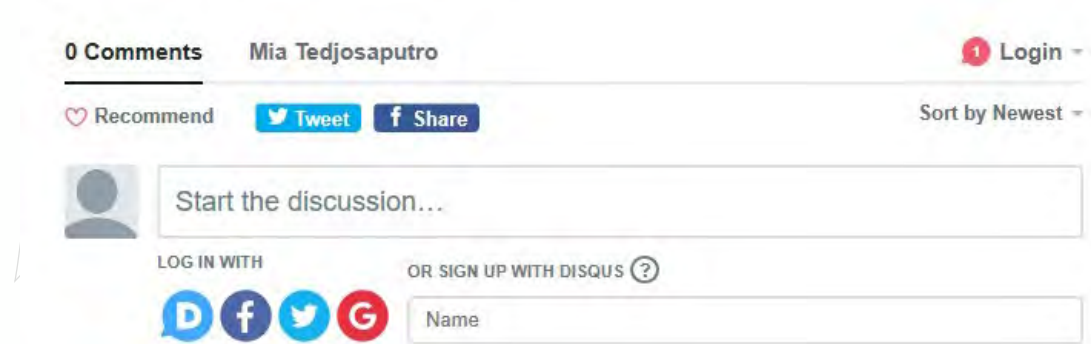 0 Comments Mia Tedjosaputro 1 Login
Recommend Tweet f Share Sort by Newest
Start the discussion…
LOG IN WITH OR SIGN UP WITH DISQUS ?
D f G Name